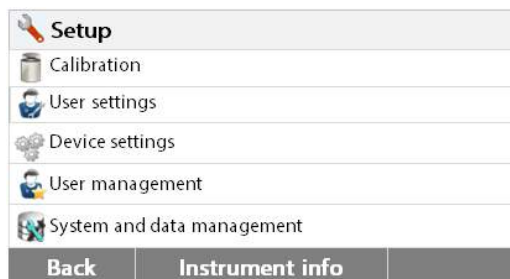 Setup
Calibration
User settings
Device settings
User management
System and data management
Back Instrument info